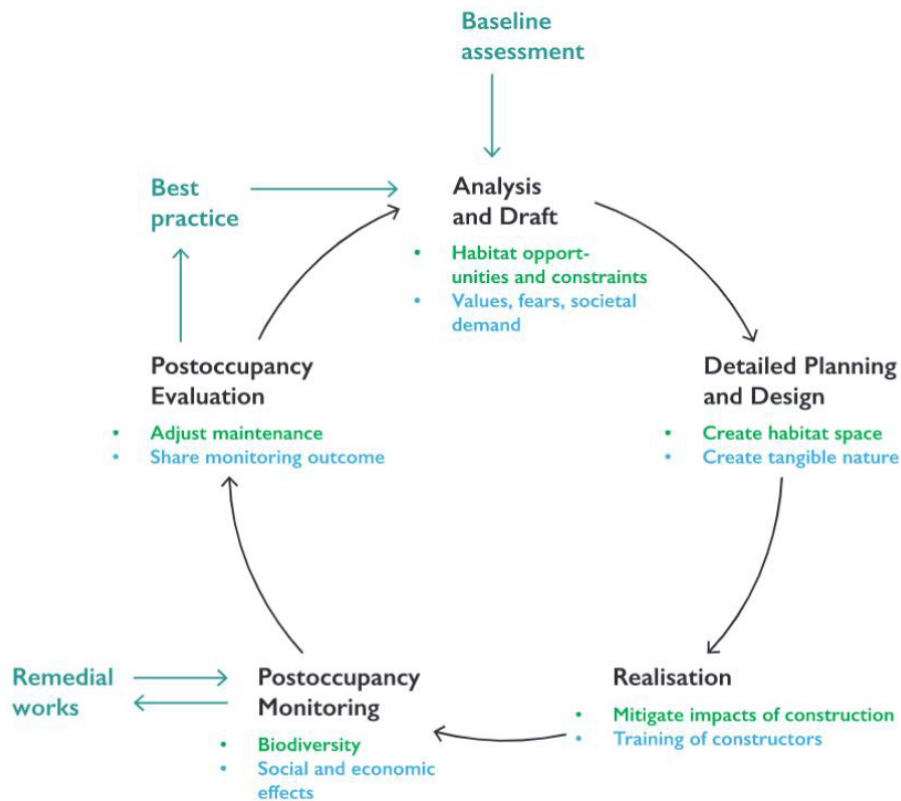 Baseline
assessment
Best
practice
Analysis
and Draft
• Habitat oppor-
unities and constraints
• Values, fears, societal
demand
Postoccupancy
Evaluation
• Adjust maintenance
• Share monitoring outcome
Detailed Planning
and Design
• Create habitat space
• Create tangible nature
Remedial
works
Postoccupancy
Monitoring
• Biodiversity
• Social and economic
effects
Realisation
• Mitigate impacts of construction
• Training of constructors